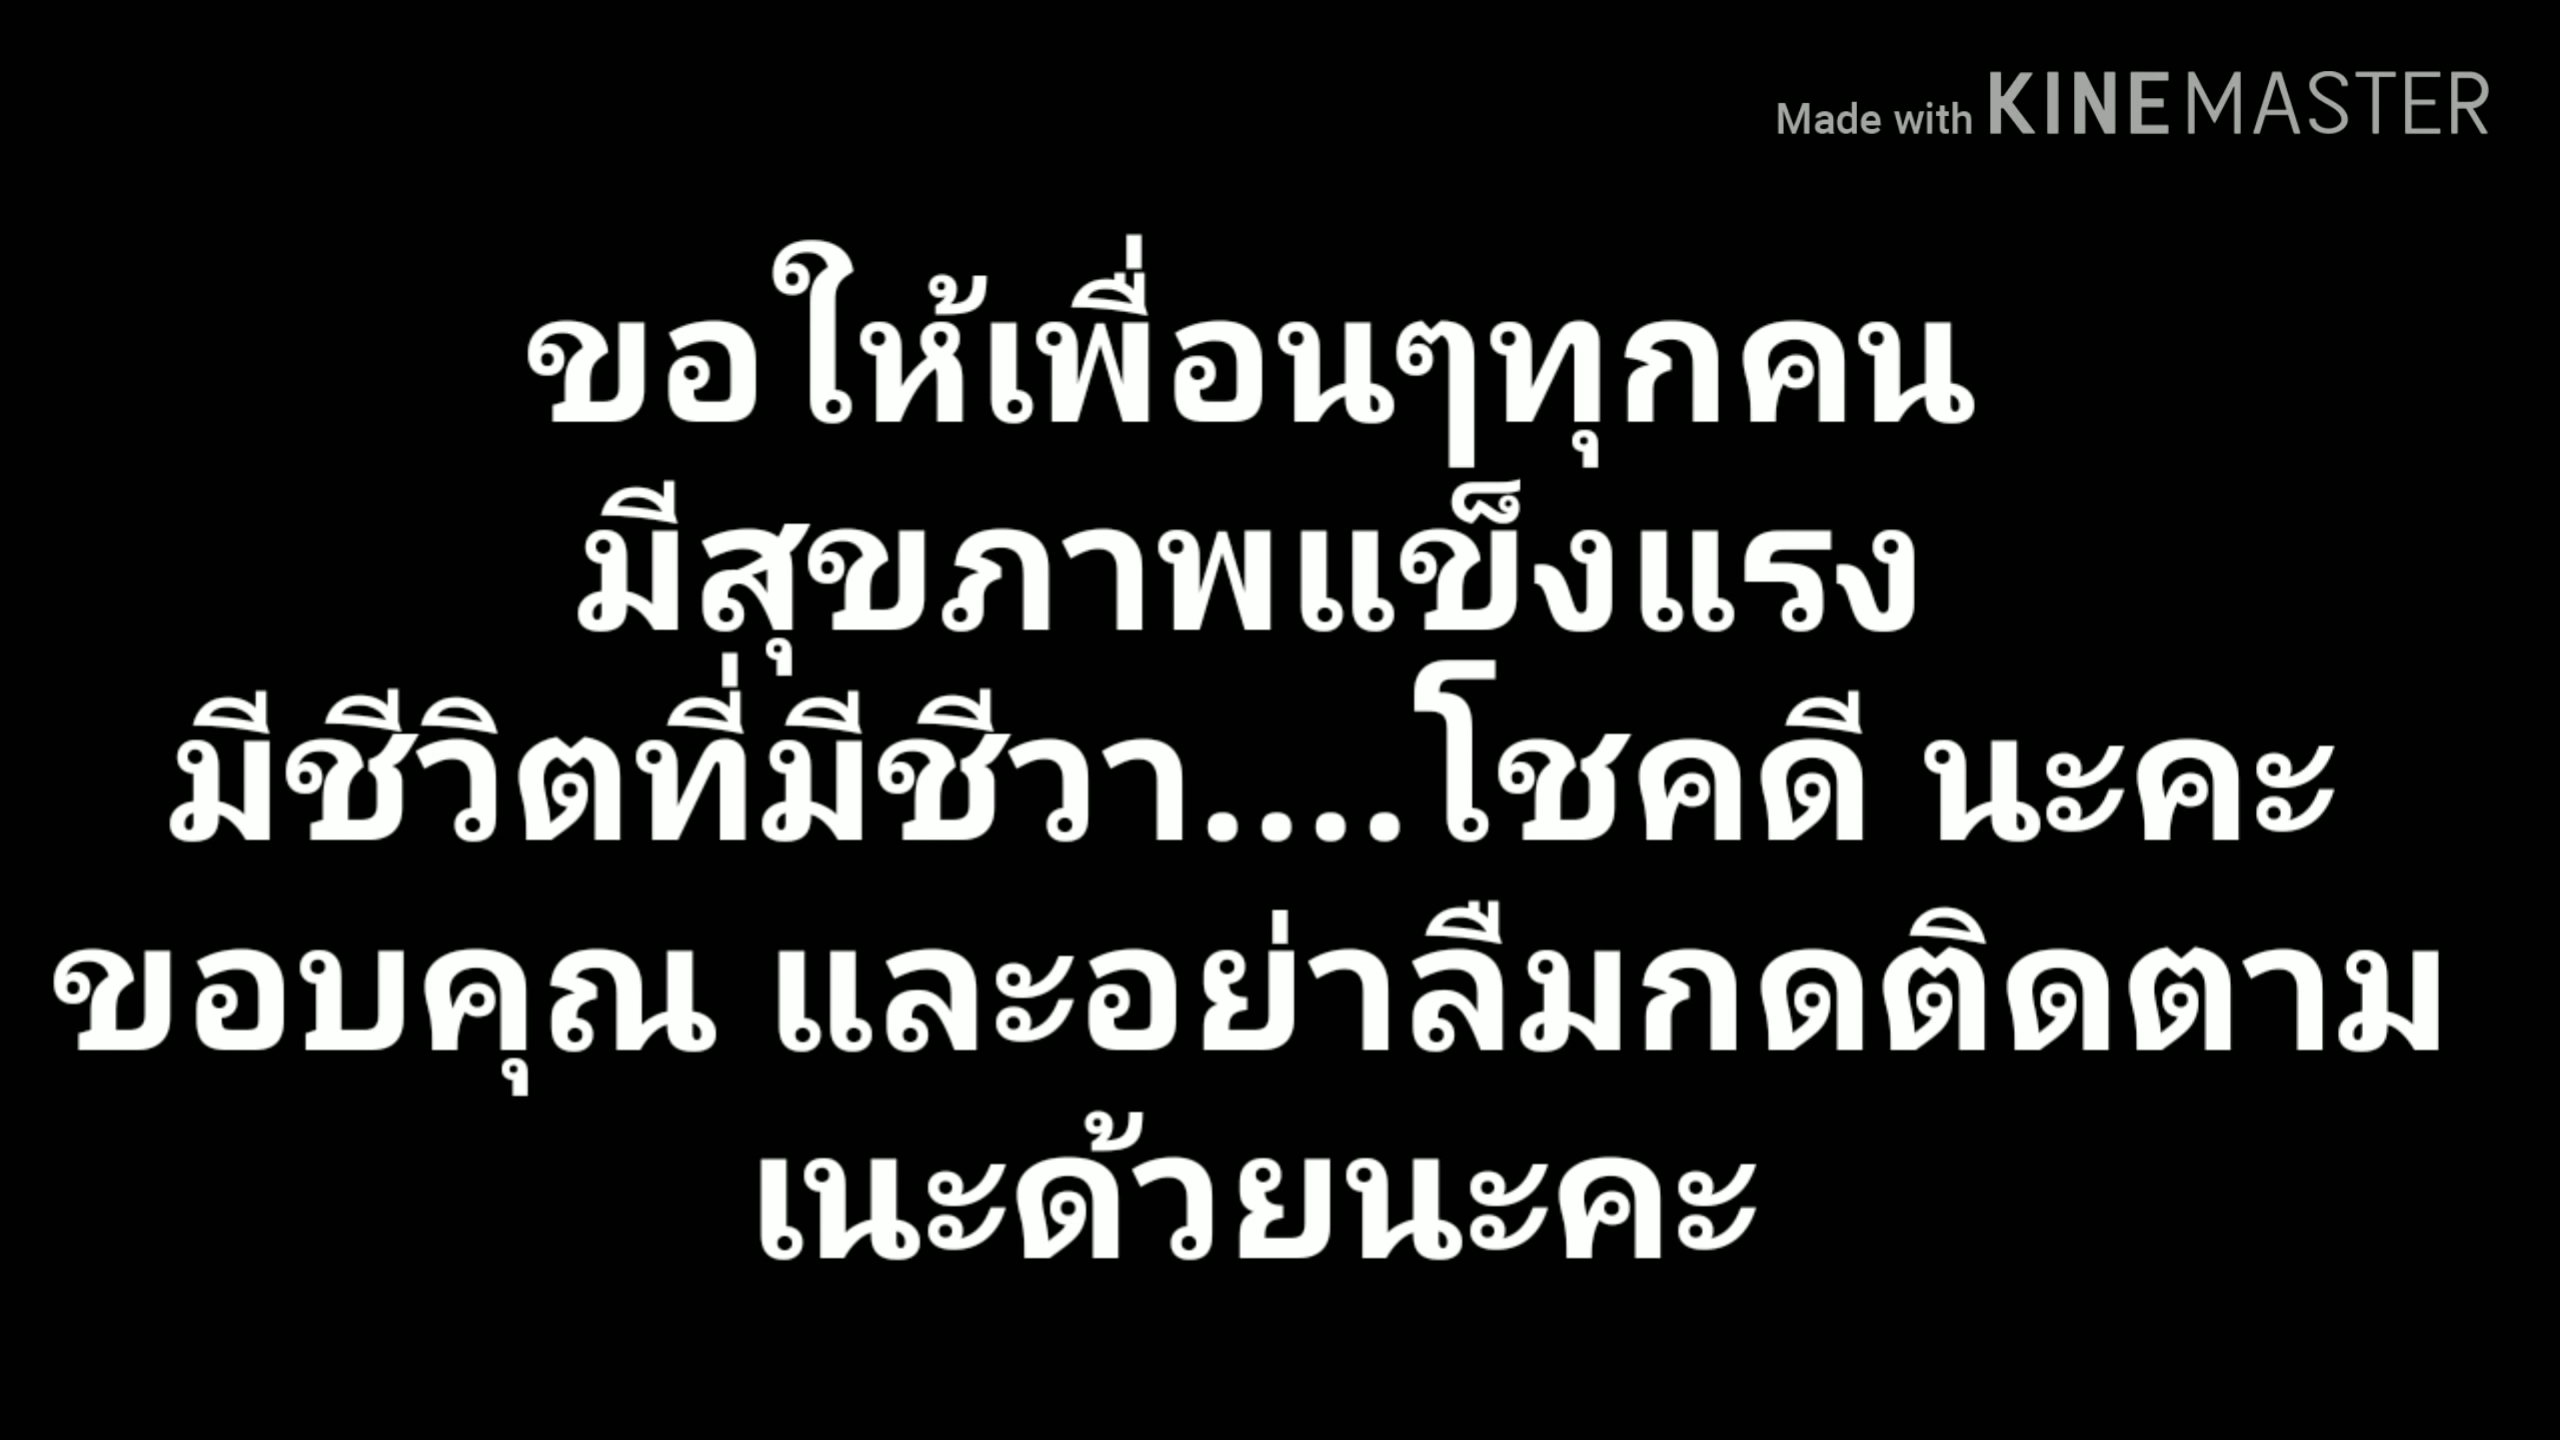 Made with KINEMASTER
ขอให้เพื่อนๆทุกคน
มีสุขภาพแข็งแรง
มีชีวิตที่มีชีวา....โชคดี นะคะ
ขอบคุณ และอย่าลืมกดติดตาม
เนะด้วยนะคะ